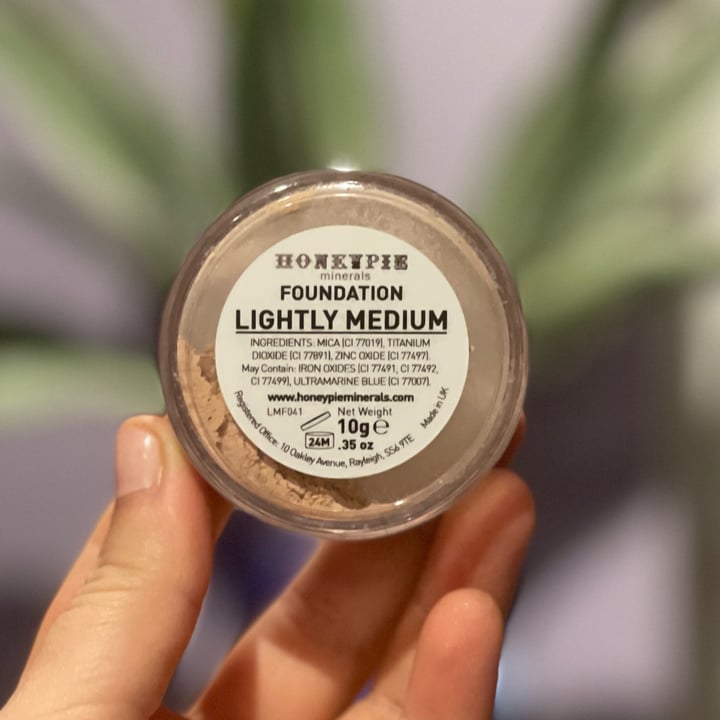 HONEYPIE
minerals
FOUNDATION
LIGHTLY MEDIUM
INGREDIENTS: MICA (CI 77019), TITANIUM
DIOXIDE (CI 77891), ZINC OXIDE (CI 77497).
May Contain: IRON OXIDES (CI 77491, CI 77492,
CI 77499), ULTRAMARINE BLUE (CI 77007).
www.honeypieminerals.com
LMF041
Net Weight
10g e
.35 oz
24M
Registered Office: 10 Oakley Avenue, Rayleigh, SS6 9TE
Made in UK